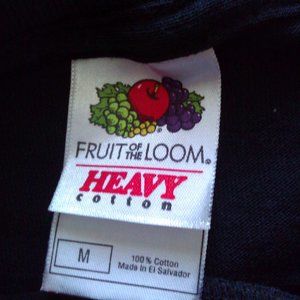 FRUIT OF THE LOOM®
HEAVY
cotton
M
100% Cotton
Made In El Salvador